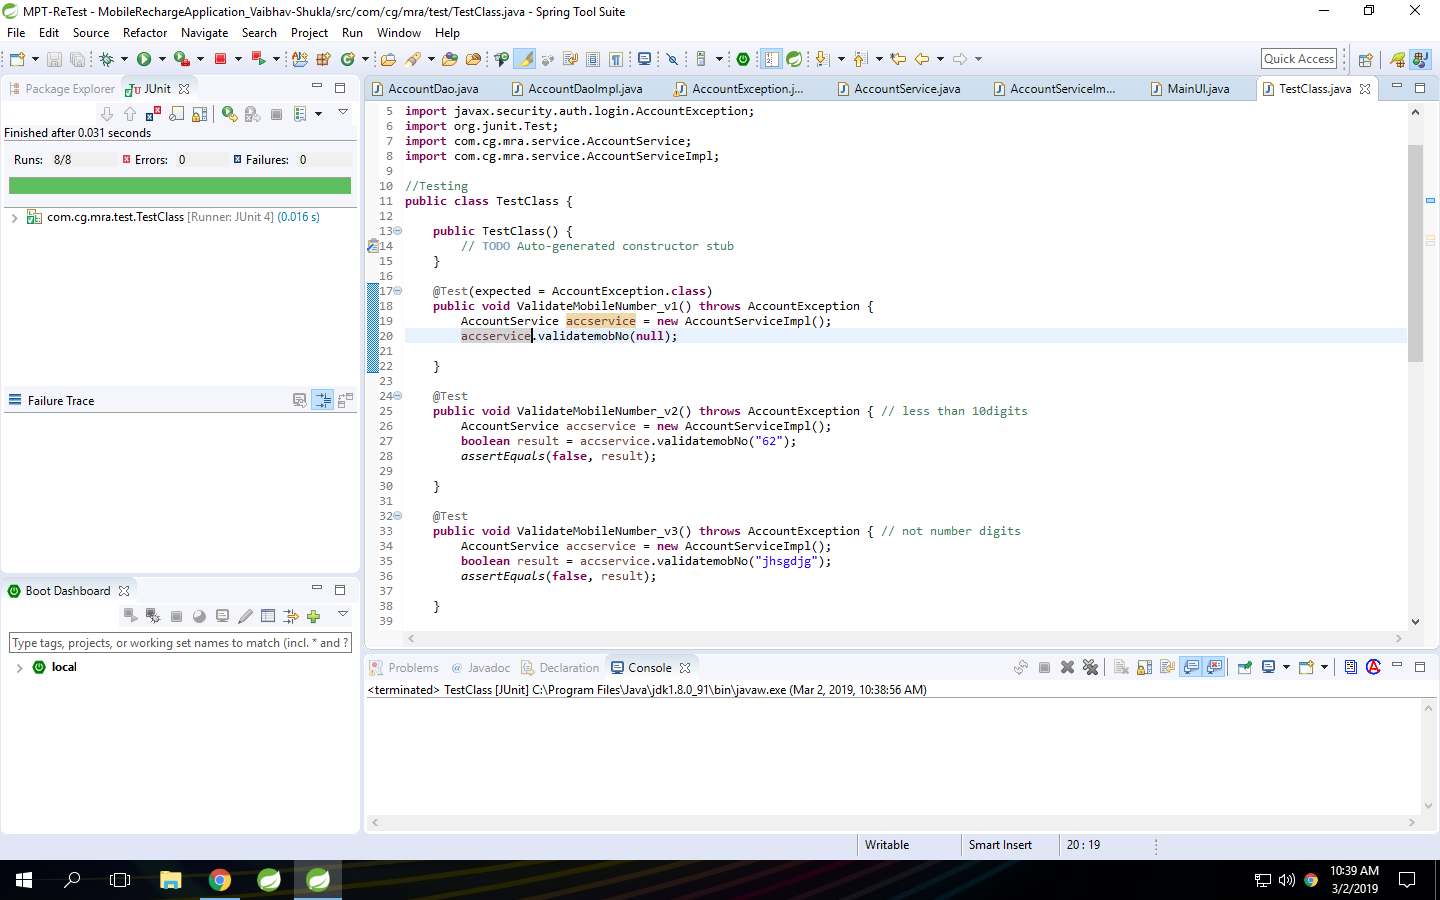 MPT-ReTest - MobileRechargeApplication_Vaibhav-Shukla/src/com/cg/mra/test/TestClass.java - Spring Tool Suite
File Edit Source Refactor Navigate Search Project Run Window Help
Quick Access
Package Explorer JUnit
AccountDao.java AccountDaoImpl.java AccountException.j... AccountService.java AccountServiceIm... MainUI.java TestClass.java
Finished after 0.031 seconds
Runs: 8/8 Errors: 0 Failures: 0
com.cg.mra.test.TestClass [Runner: JUnit 4] (0.016 s)
Failure Trace
5 import javax.security.auth.login.AccountException;
6 import org.junit.Test;
7 import com.cg.mra.service.AccountService;
8 import com.cg.mra.service.AccountServiceImpl;
9
10 //Testing
11 public class TestClass {
12
13 public TestClass() {
14 // TODO Auto-generated constructor stub
15 }
16
17 @Test(expected = AccountException.class)
18 public void ValidateMobileNumber_v1() throws AccountException {
19 AccountService accservice = new AccountServiceImpl();
20 accservice.validatemobNo(null);
21
22 }
23
24 @Test
25 public void ValidateMobileNumber_v2() throws AccountException { // less than 10digits
26 AccountService accservice = new AccountServiceImpl();
27 boolean result = accservice.validatemobNo("62");
28 assertEquals(false, result);
29
30 }
31
32 @Test
33 public void ValidateMobileNumber_v3() throws AccountException { // not number digits
34 AccountService accservice = new AccountServiceImpl();
35 boolean result = accservice.validatemobNo("jhsgdjg");
36 assertEquals(false, result);
37
38 }
39
Boot Dashboard
Type tags, projects, or working set names to match (incl. * and ?
local
Problems @ Javadoc Declaration Console
<terminated> TestClass [JUnit] C:\Program Files\Java\jdk1.8.0_91\bin\javaw.exe (Mar 2, 2019, 10:38:56 AM)
Writable Smart Insert 20 : 19
10:39 AM
3/2/2019